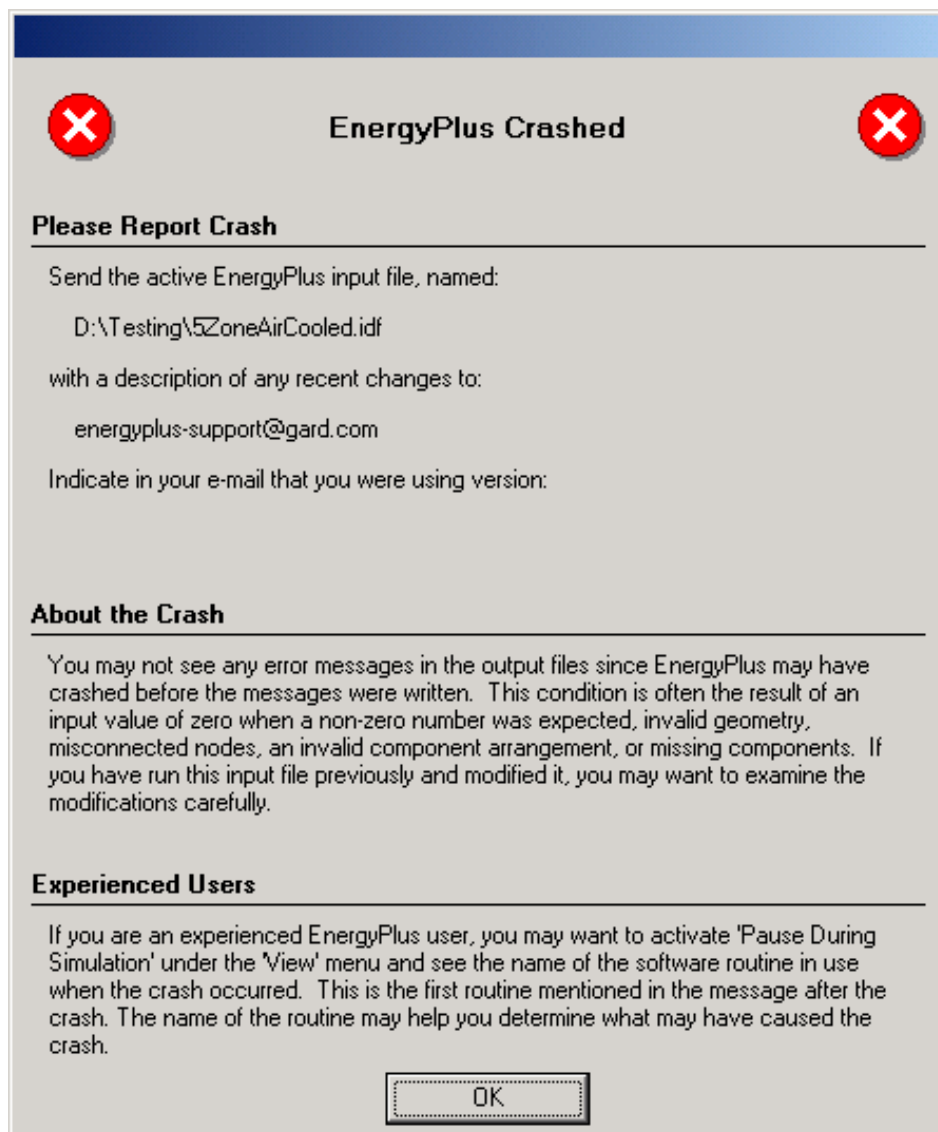 EnergyPlus Crashed
Please Report Crash
Send the active EnergyPlus input file, named:
D:\Testing\5ZoneAirCooled.idf
with a description of any recent changes to:
energyplus-support@gard.com
Indicate in your e-mail that you were using version:
About the Crash
You may not see any error messages in the output files since EnergyPlus may have
crashed before the messages were written.  This condition is often the result of an
input value of zero when a non-zero number was expected, invalid geometry,
misconnected nodes, an invalid component arrangement, or missing components.  If
you have run this input file previously and modified it, you may want to examine the
modifications carefully.
Experienced Users
If you are an experienced EnergyPlus user, you may want to activate 'Pause During
Simulation' under the 'View' menu and see the name of the software routine in use
when the crash occurred.  This is the first routine mentioned in the message after the
crash. The name of the routine may help you determine what may have caused the
crash.
OK